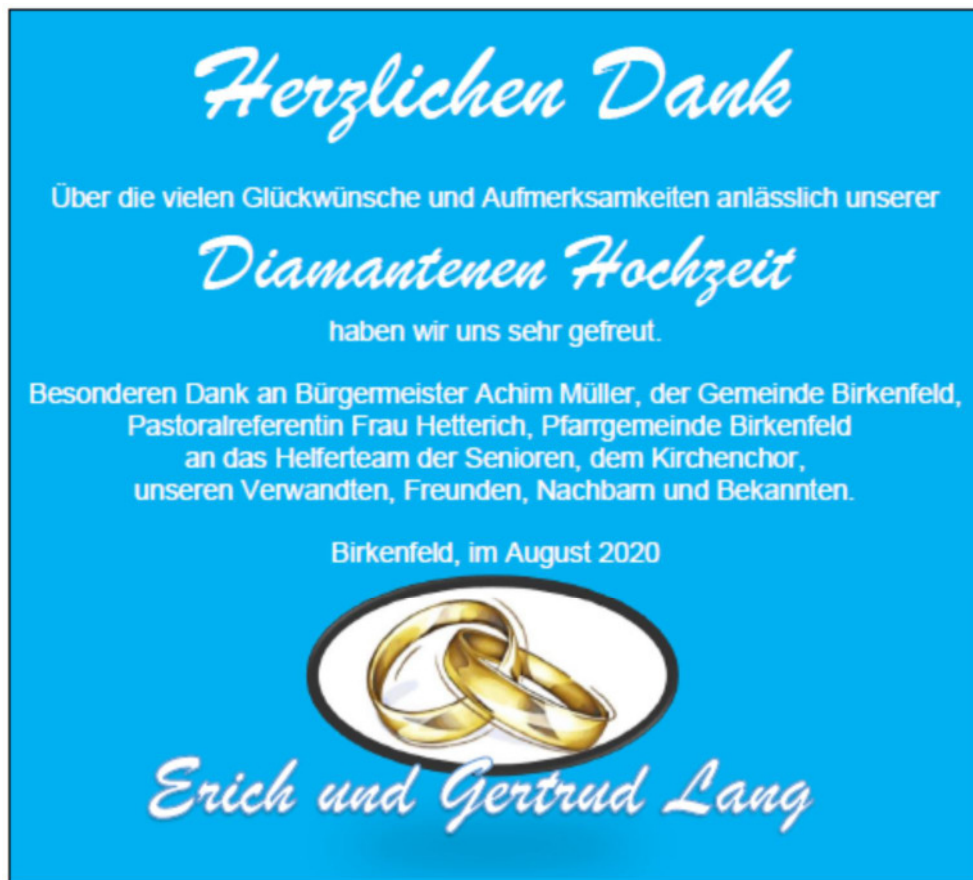 Herzlichen Dank
Über die vielen Glückwünsche und Aufmerksamkeiten anlässlich unserer
Diamantenen Hochzeit
haben wir uns sehr gefreut.
Besonderen Dank an Bürgermeister Achim Müller, der Gemeinde Birkenfeld,
Pastoralreferentin Frau Hetterich, Pfarrgemeinde Birkenfeld
an das Helferteam der Senioren, dem Kirchenchor,
unseren Verwandten, Freunden, Nachbarn und Bekannten.
Birkenfeld, im August 2020
Erich und Gertrud Lang